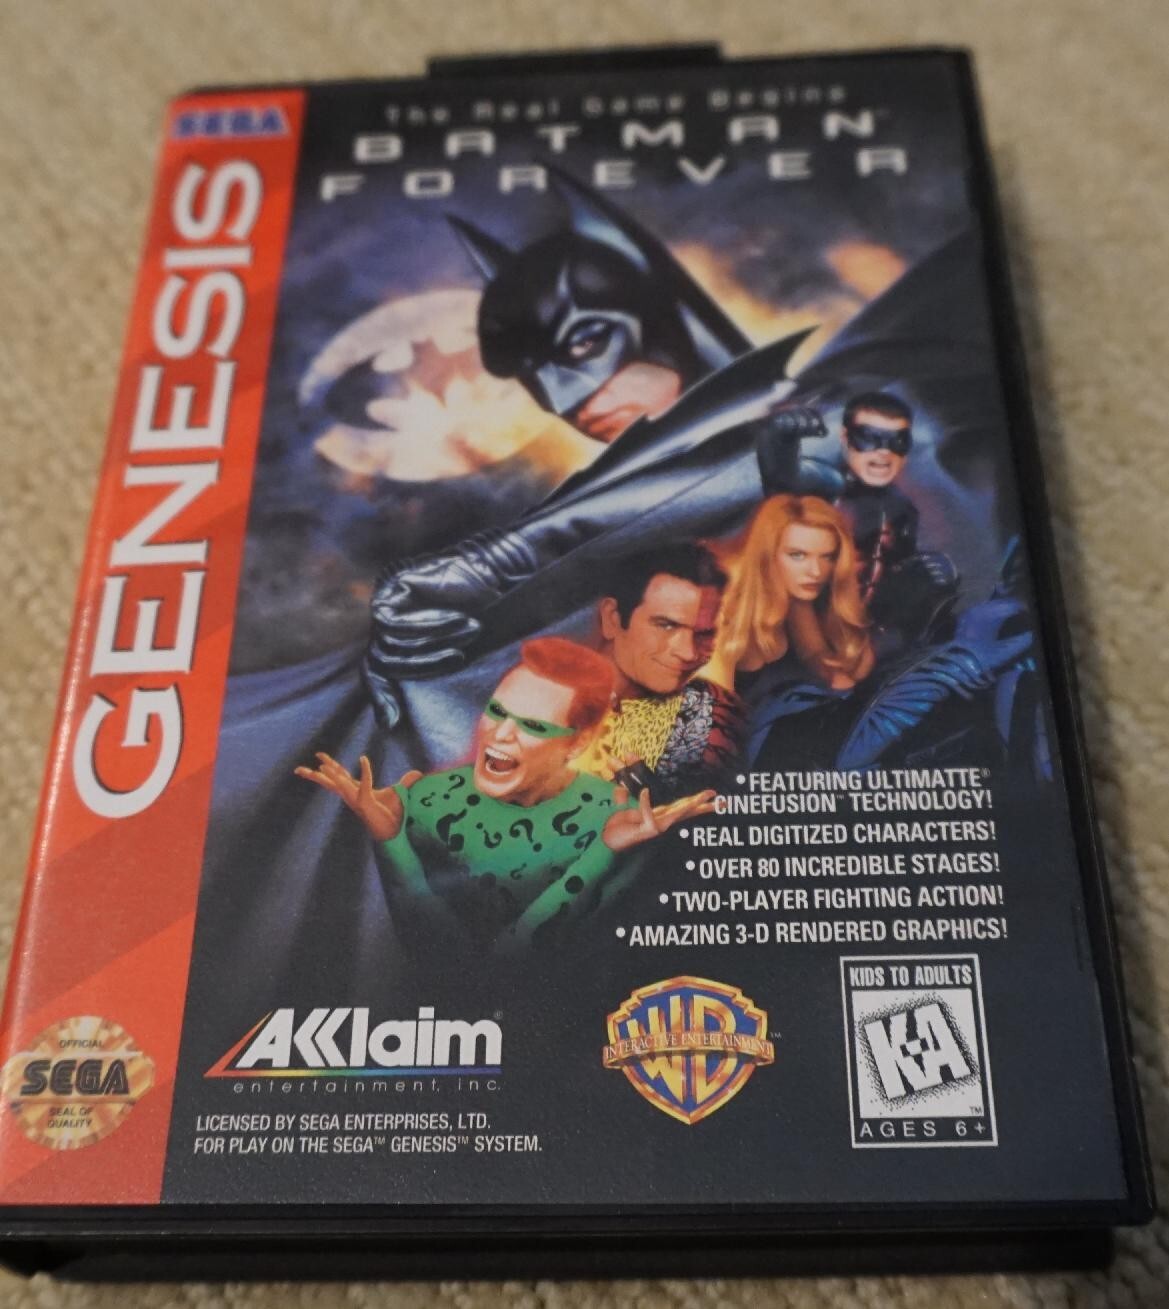 SEGA
GENESIS
The Real Game Begins
BATMAN
FOREVER
• FEATURING ULTIMATTE®
CINEFUSION™ TECHNOLOGY!
• REAL DIGITIZED CHARACTERS!
• OVER 80 INCREDIBLE STAGES!
• TWO-PLAYER FIGHTING ACTION!
• AMAZING 3-D RENDERED GRAPHICS!
OFFICIAL
SEGA
SEAL OF
QUALITY
AKKlaim®
entertainment, inc.
LICENSED BY SEGA ENTERPRISES, LTD.
FOR PLAY ON THE SEGA™ GENESIS™ SYSTEM.
WB
INTERACTIVE ENTERTAINMENT™
KIDS TO ADULTS
K-A
™
AGES 6+